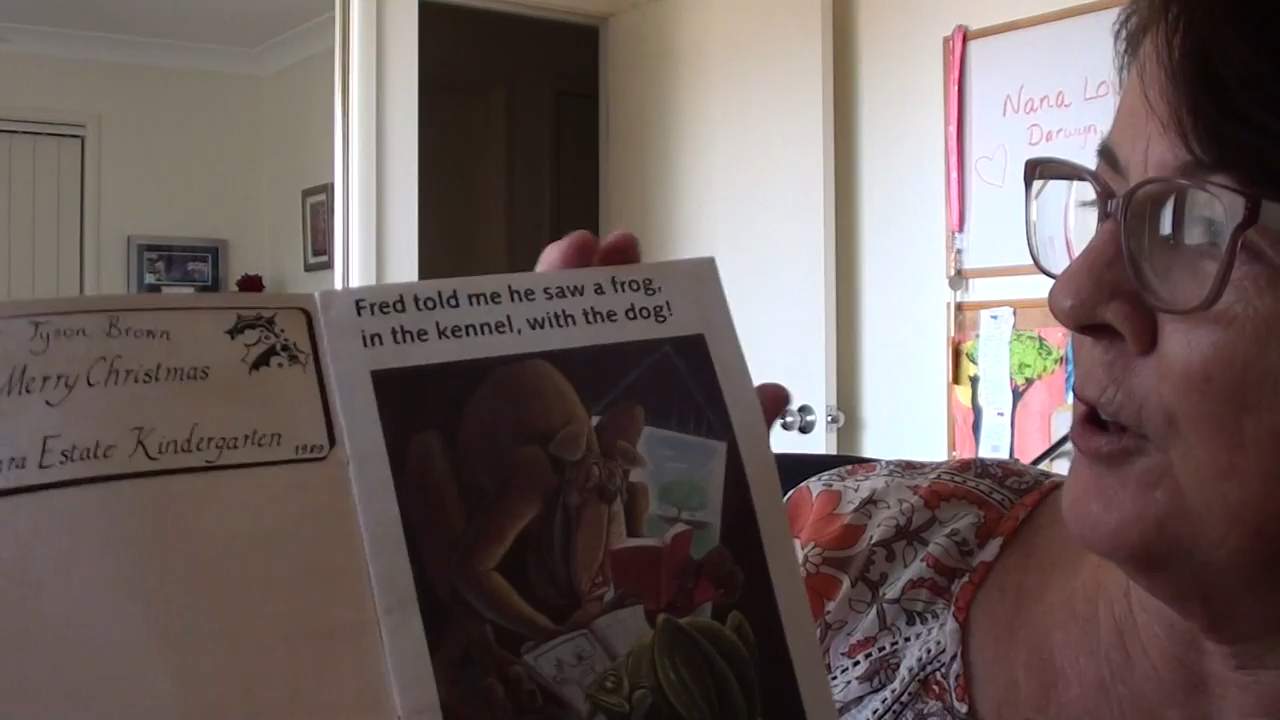 Tyson Brown
Merry Christmas
Estate Kindergarten
1989
Fred told me he saw a frog,
in the kennel, with the dog!
Nana
Darwyn,